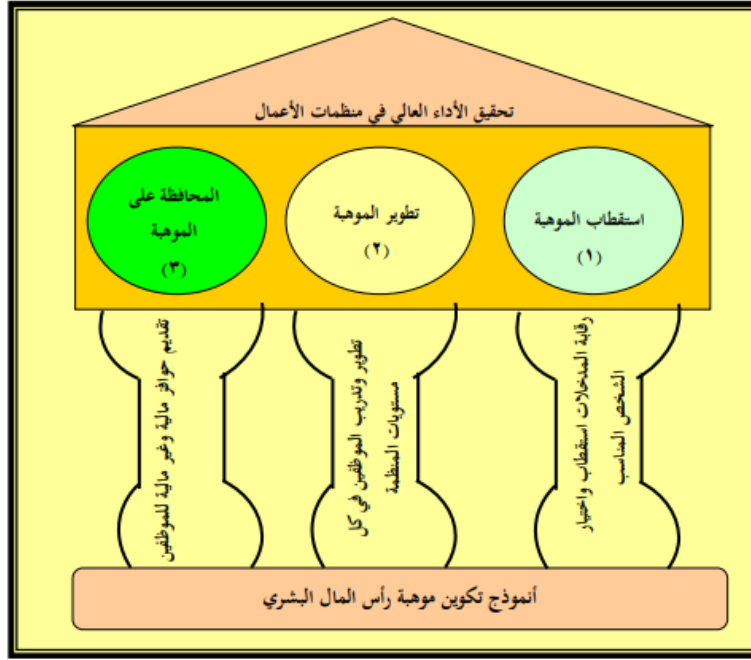 تحقيق الأداء العالي في منظمات الأعمال
استقطاب الموهبة
(١)
تطوير الموهبة
(٢)
المحافظة على
الموهبة
(٣)
رقابة المدخلات استقطاب واختيار
الشخص المناسب
تطوير وتدريب الموظفين في كل
مستويات المنظمة
تقديم حوافز مالية وغير مالية للموظفين
أنموذج تكوين موهبة رأس المال البشري